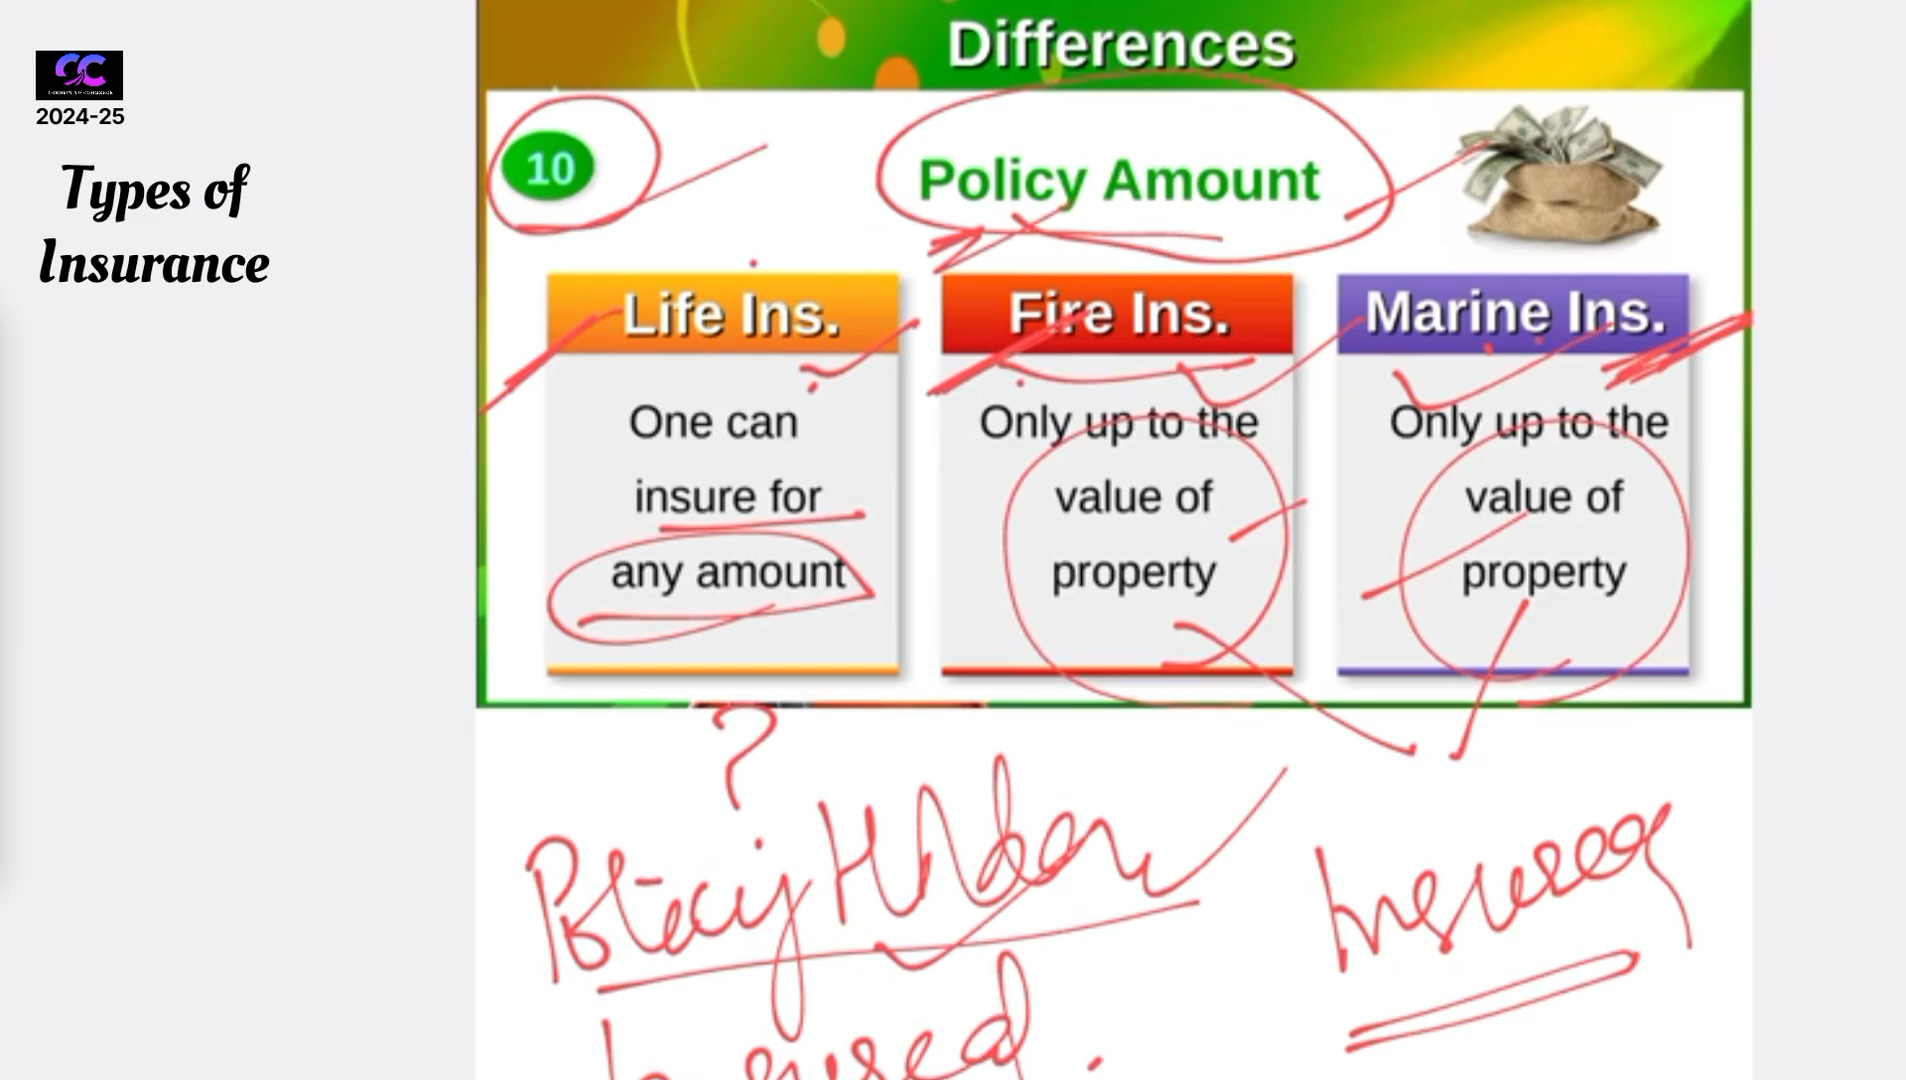 2024-25
Types of
Insurance
Differences
10
Policy Amount
Life Ins.
One can
insure for
any amount
Fire Ins.
Only up to the
value of
property
Marine Ins.
Only up to the
value of
property
?
Policy Holder
Insurer
Insured.